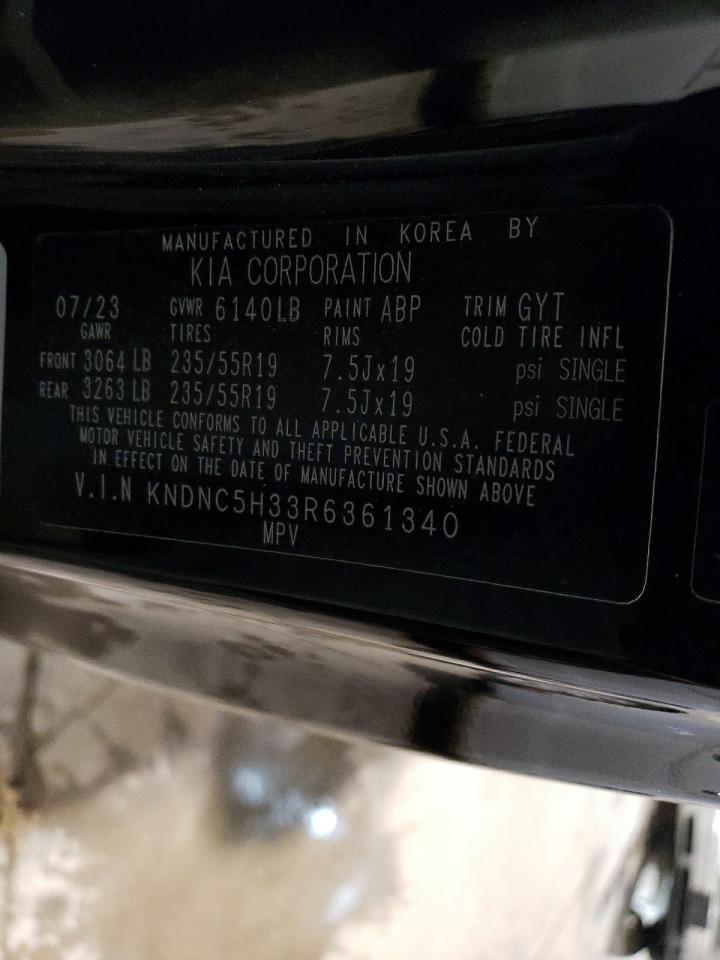 MANUFACTURED IN KOREA BY
KIA CORPORATION
07/23 GVWR 6140LB PAINT ABP TRIM GYT
GAWR TIRES RIMS COLD TIRE INFL
FRONT 3064 LB 235/55R19 7.5Jx19 psi SINGLE
REAR 3263 LB 235/55R19 7.5Jx19 psi SINGLE
THIS VEHICLE CONFORMS TO ALL APPLICABLE U.S.A. FEDERAL
MOTOR VEHICLE SAFETY AND THEFT PREVENTION STANDARDS
IN EFFECT ON THE DATE OF MANUFACTURE SHOWN ABOVE
V.I.N KNDNC5H33R6361340
MPV